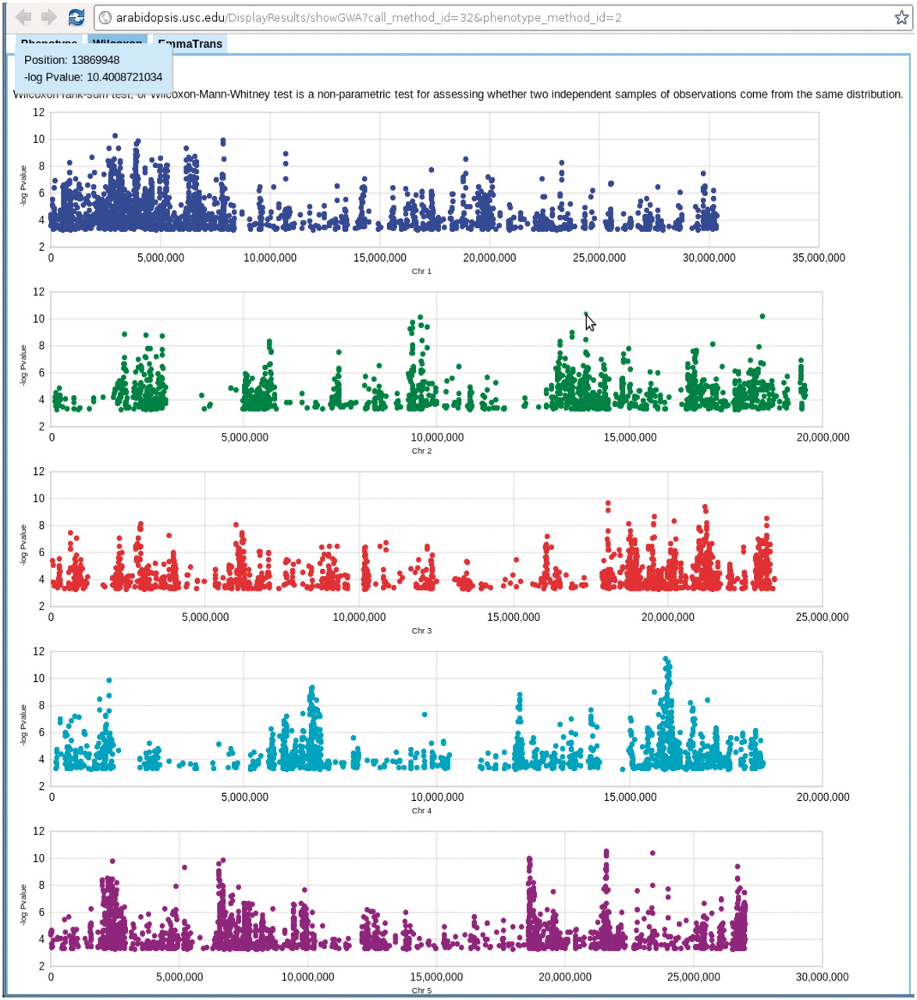 arabidopsis.usc.edu/DisplayResults/showGWA?call_method_id=32&phenotype_method_id=2
Phenotype Wilcoxon EmmaTrans
Position: 13869948
-log Pvalue: 10.4008721034
Wilcoxon rank-sum test, or Wilcoxon-Mann-Whitney test is a non-parametric test for assessing whether two independent samples of observations come from the same distribution.
12
10
8
6
4
2
-log Pvalue
0 5,000,000 10,000,000 15,000,000 20,000,000 25,000,000 30,000,000 35,000,000
Chr 1
12
10
8
6
4
2
-log Pvalue
0 5,000,000 10,000,000 15,000,000 20,000,000
Chr 2
12
10
8
6
4
2
-log Pvalue
0 5,000,000 10,000,000 15,000,000 20,000,000 25,000,000
Chr 3
12
10
8
6
4
2
-log Pvalue
0 5,000,000 10,000,000 15,000,000 20,000,000
Chr 4
12
10
8
6
4
2
-log Pvalue
0 5,000,000 10,000,000 15,000,000 20,000,000 25,000,000 30,000,000
Chr 5